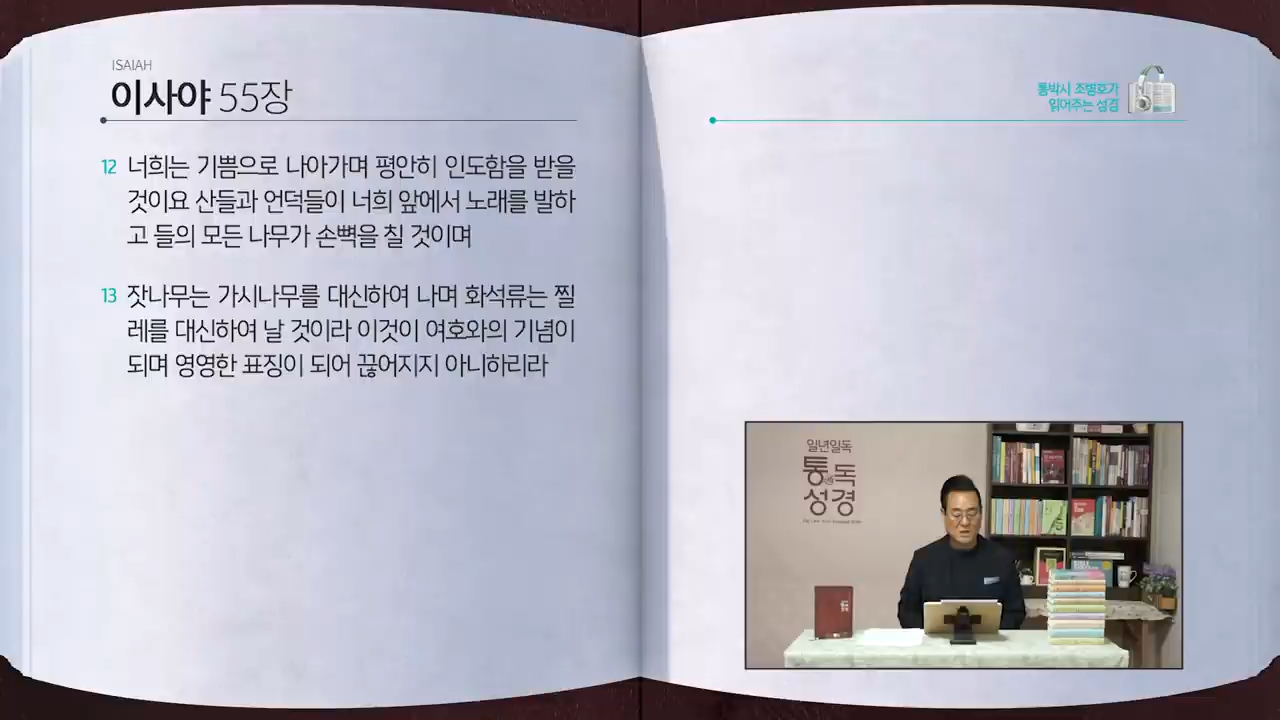 ISAIAH
이사야 55장
12 너희는 기쁨으로 나아가며 평안히 인도함을 받을
것이요 산들과 언덕들이 너희 앞에서 노래를 발하
고 들의 모든 나무가 손뼉을 칠 것이며
13 잣나무는 가시나무를 대신하여 나며 화석류는 찔
레를 대신하여 날 것이라 이것이 여호와의 기념이
되며 영영한 표징이 되어 끊어지지 아니하리라
통박사 조병호가
읽어주는 성경
일년일독
통독
성경